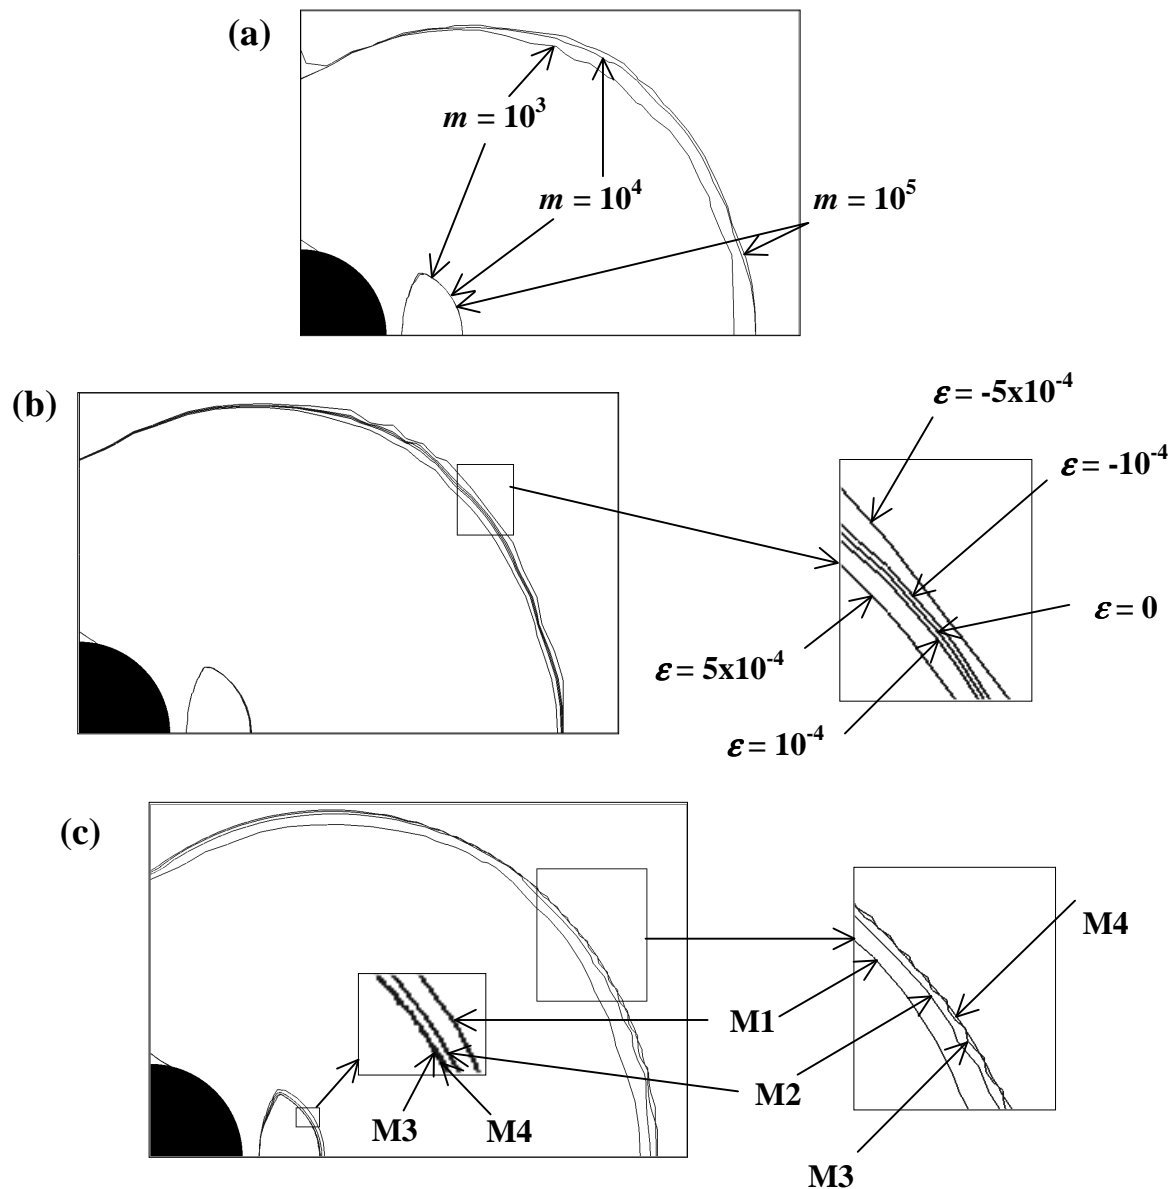 (a)
m = 10³
m = 10⁴
m = 10⁵
(b)
ε = -5x10⁻⁴
ε = -10⁻⁴
ε = 0
ε = 5x10⁻⁴
ε = 10⁻⁴
(c)
M4
M1
M2
M3 M4
M3